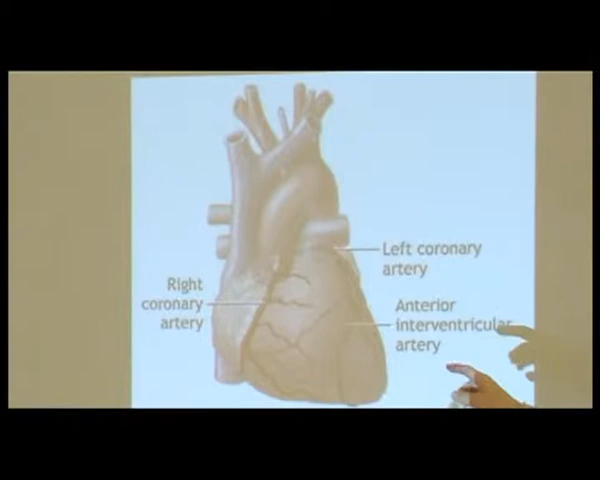 Left coronary
artery
Right
coronary
artery
Anterior
interventricular
artery